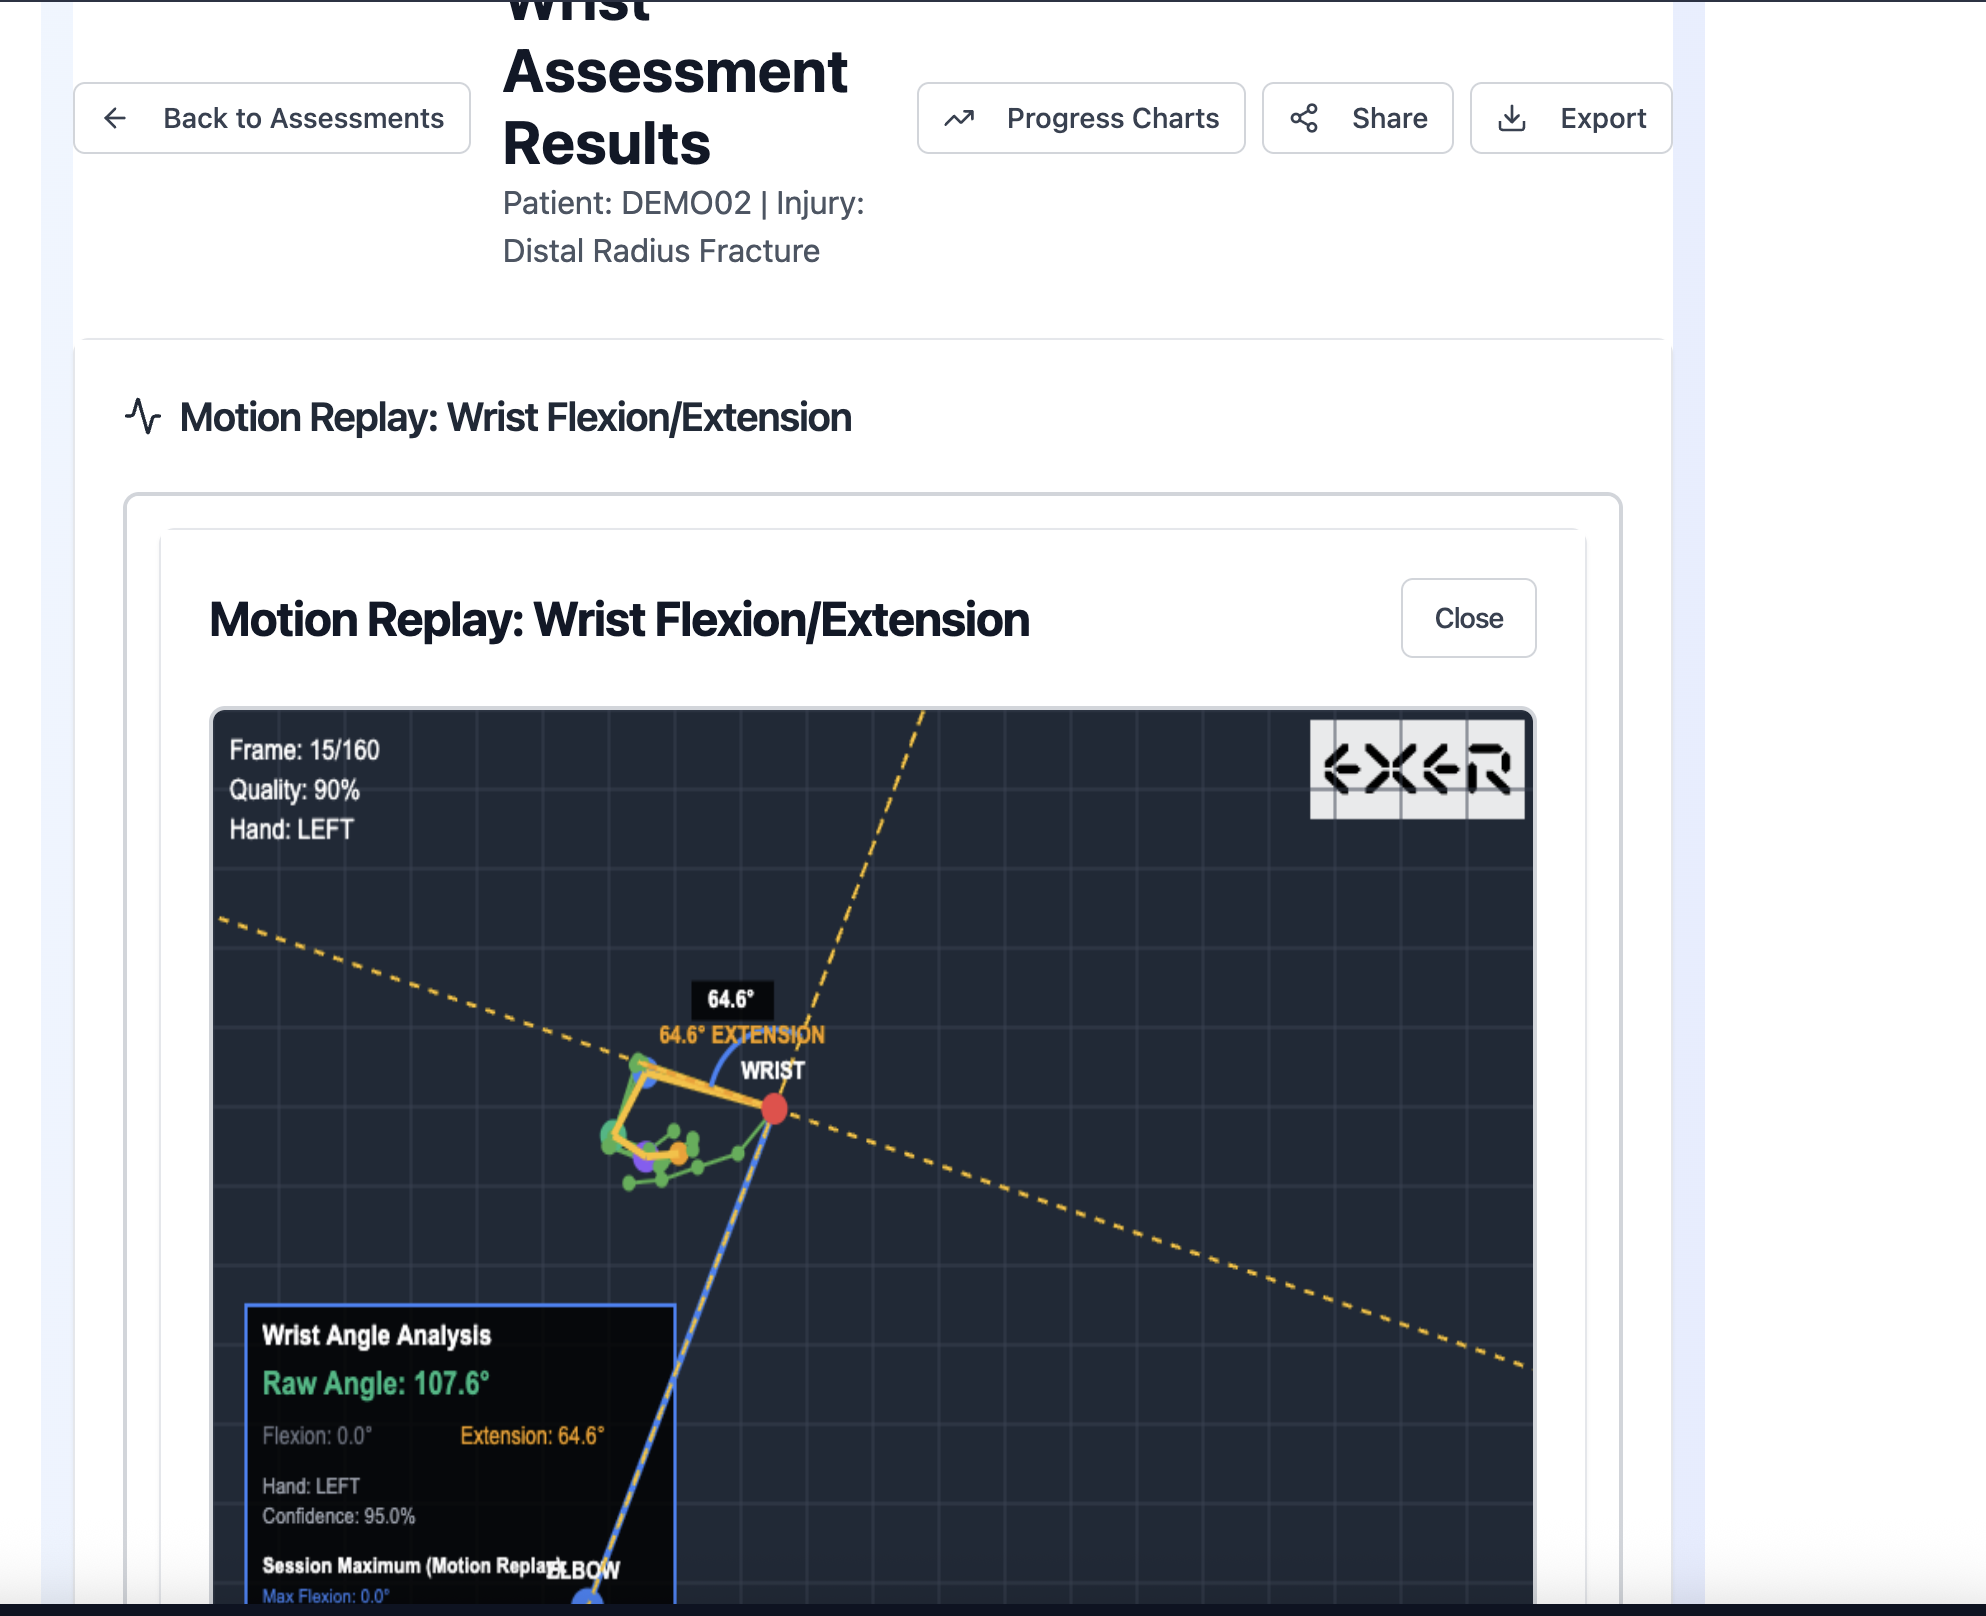 Wrist
Assessment
Results
Back to Assessments
Progress Charts
Share
Export
Patient: DEMO02 | Injury:
Distal Radius Fracture
Motion Replay: Wrist Flexion/Extension
Motion Replay: Wrist Flexion/Extension
Close
Frame: 15/160
Quality: 90%
Hand: LEFT
EXER
64.6°
64.6° EXTENSION
WRIST
Wrist Angle Analysis
Raw Angle: 107.6°
Flexion: 0.0°
Extension: 64.6°
Hand: LEFT
Confidence: 95.0%
Session Maximum (Motion Replay)
ELBOW
Max Flexion: 0.0°